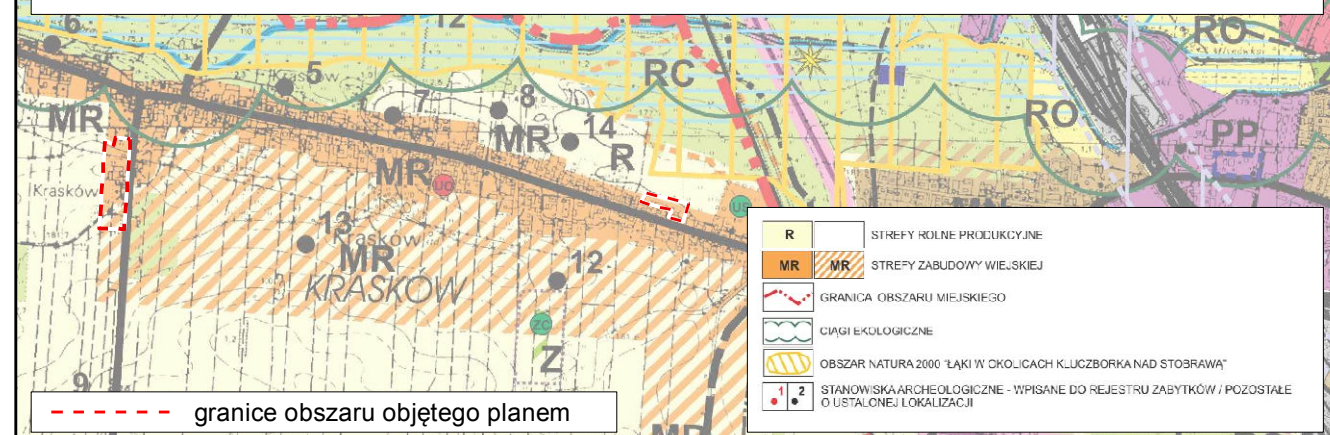 6
12
RO
MR
5
Krasków
7
8
RC
MR
14
R
RO
PP
MR
UO
US
MN
Krasków
13
Krasków
MR
12
KRASKÓW
ZC
Z
9
MR
R STREFY ROLNE PRODUKCYJNE
MR MR STREFY ZABUDOWY WIEJSKIEJ
GRANICA OBSZARU MIEJSKIEGO
CIĄGI EKOLOGICZNE
OBSZAR NATURA 2000 "ŁĄKI W OKOLICACH KLUCZBORKA NAD STOBRAWĄ"
1 2 STANOWISKA ARCHEOLOGICZNE - WPISANE DO REJESTRU ZABYTKÓW / POZOSTAŁE
O USTALONEJ LOKALIZACJI
granice obszaru objętego planem